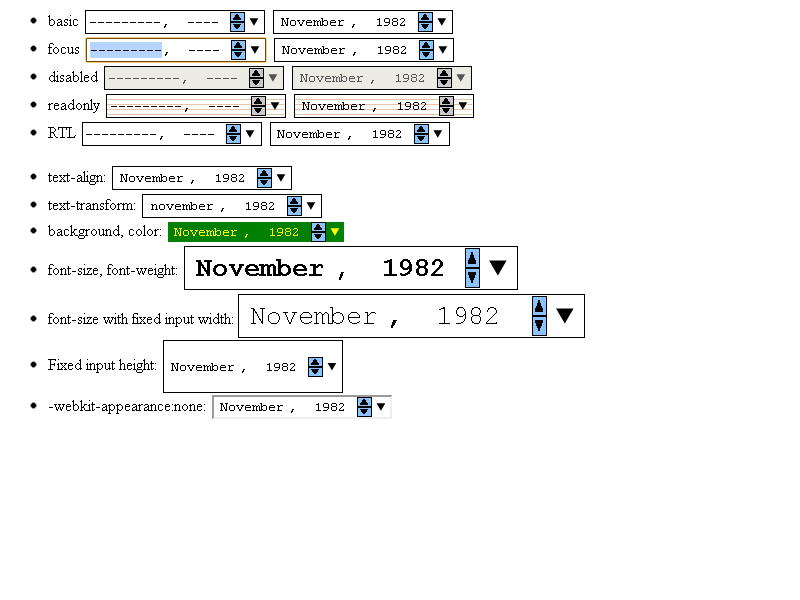 basic ---------, ---- November , 1982
focus ---------, ---- November , 1982
disabled ---------, ---- November , 1982
readonly ---------, ---- November , 1982
RTL ---------, ---- November , 1982
text-align: November , 1982
text-transform: november , 1982
background, color: November , 1982
font-size, font-weight: November , 1982
font-size with fixed input width: November , 1982
Fixed input height: November , 1982
-webkit-appearance:none: November , 1982